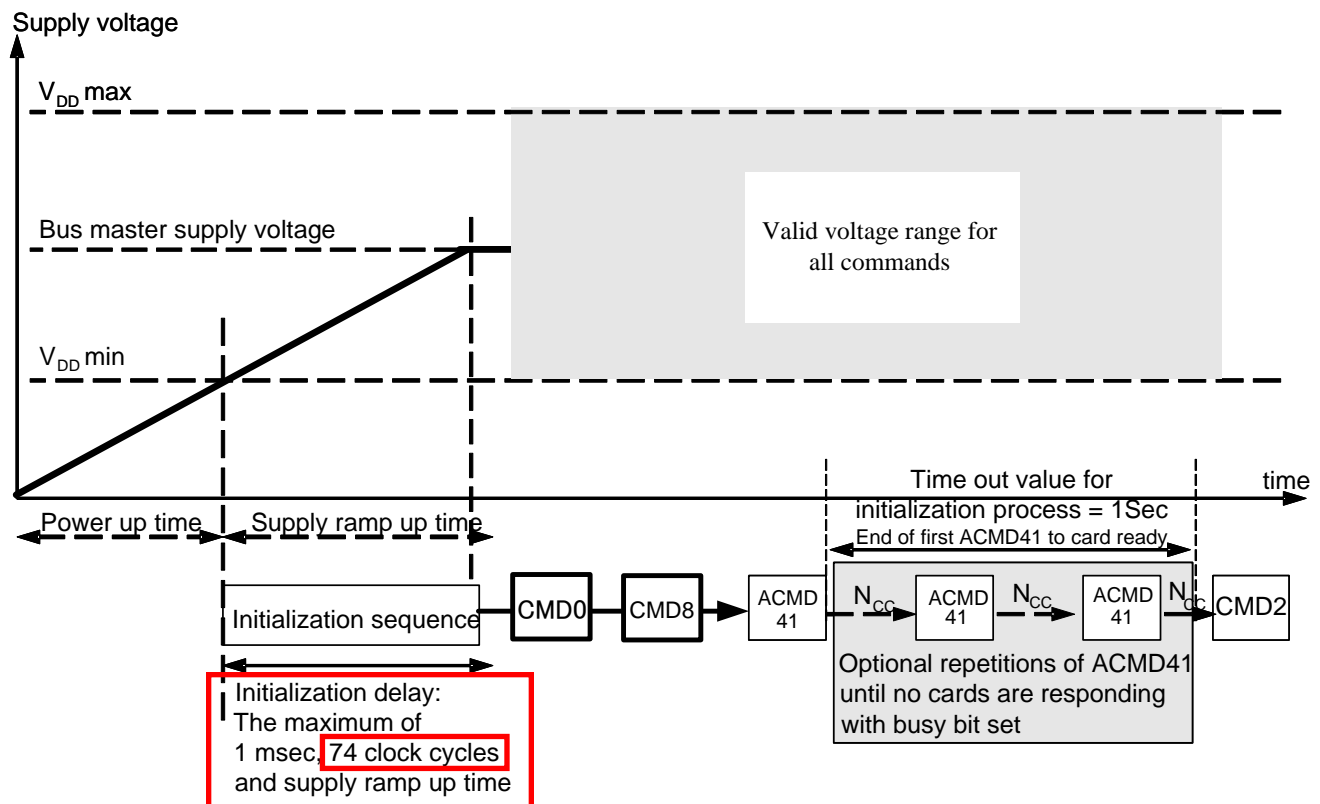 Supply voltage
V_DD max
Bus master supply voltage
Valid voltage range for
all commands
V_DD min
Time out value for
initialization process = 1Sec
End of first ACMD41 to card ready
time
Power up time
Supply ramp up time
Initialization sequence
CMD0
CMD8
ACMD
41
N_CC
ACMD
41
N_CC
ACMD
41
N_CC
CMD2
Optional repetitions of ACMD41
until no cards are responding
with busy bit set
Initialization delay:
The maximum of
1 msec, 74 clock cycles
and supply ramp up time